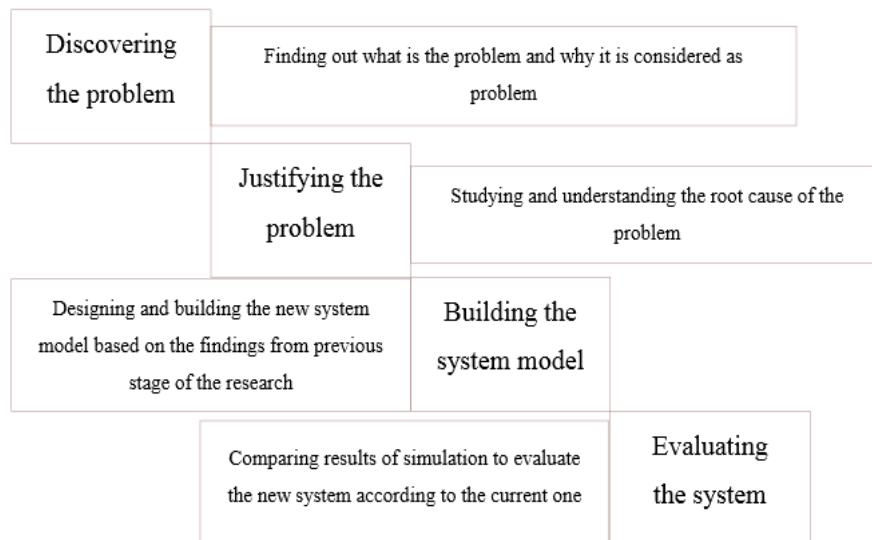 Discovering
the problem
Finding out what is the problem and why it is considered as
problem
Justifying the
problem
Studying and understanding the root cause of the
problem
Designing and building the new system
model based on the findings from previous
stage of the research
Building the
system model
Comparing results of simulation to evaluate
the new system according to the current one
Evaluating
the system